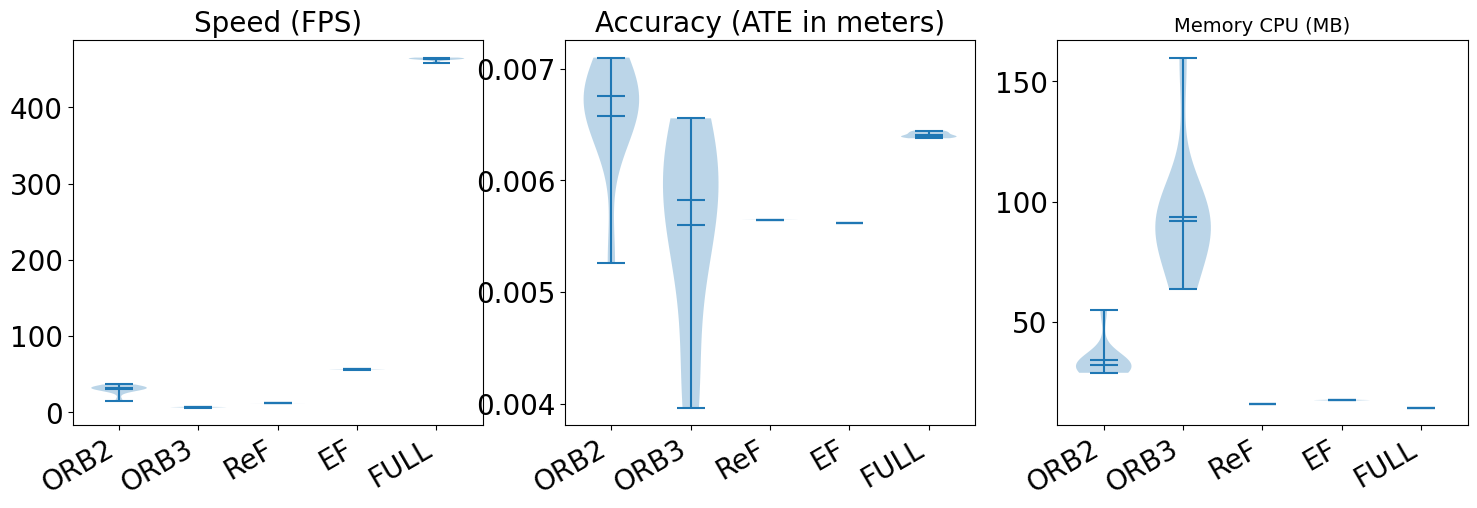 Speed (FPS)
400
300
200
100
0
ORB2
ORB3
ReF
EF
FULL
Accuracy (ATE in meters)
0.007
0.006
0.005
0.004
ORB2
ORB3
ReF
EF
FULL
Memory CPU (MB)
150
100
50
ORB2
ORB3
ReF
EF
FULL